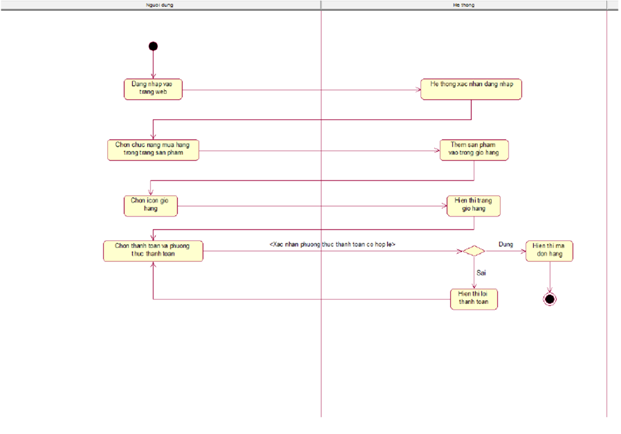 Nguoi dung
He thong
Dang nhap vao
trang web
He thong xac nhan dang nhap
Chon chuc nang mua hang
trong trang san pham
Them san pham
vao trong gio hang
Chon icon gio
hang
Hien thi trang
gio hang
Chon thanh toan va phuong
thuc thanh toan
<Xac nhan phuong thuc thanh toan co hop le>
Dung
Hien thi ma
don hang
Sai
Hien thi loi
thanh toan